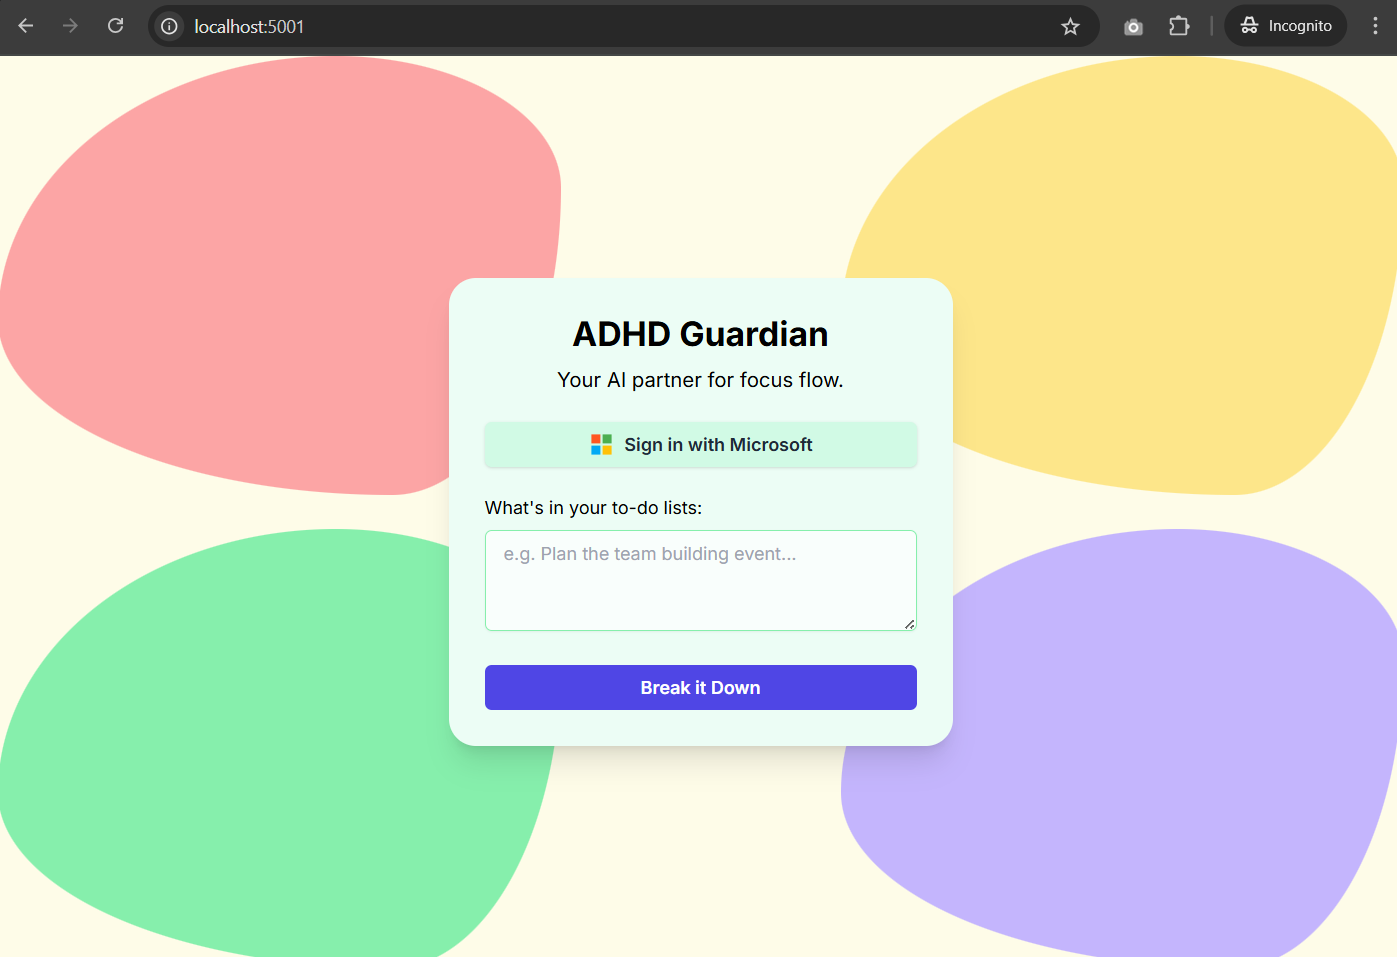 localhost:5001
Incognito
ADHD Guardian
Your AI partner for focus flow.
Sign in with Microsoft
What's in your to-do lists:
e.g. Plan the team building event...
Break it Down